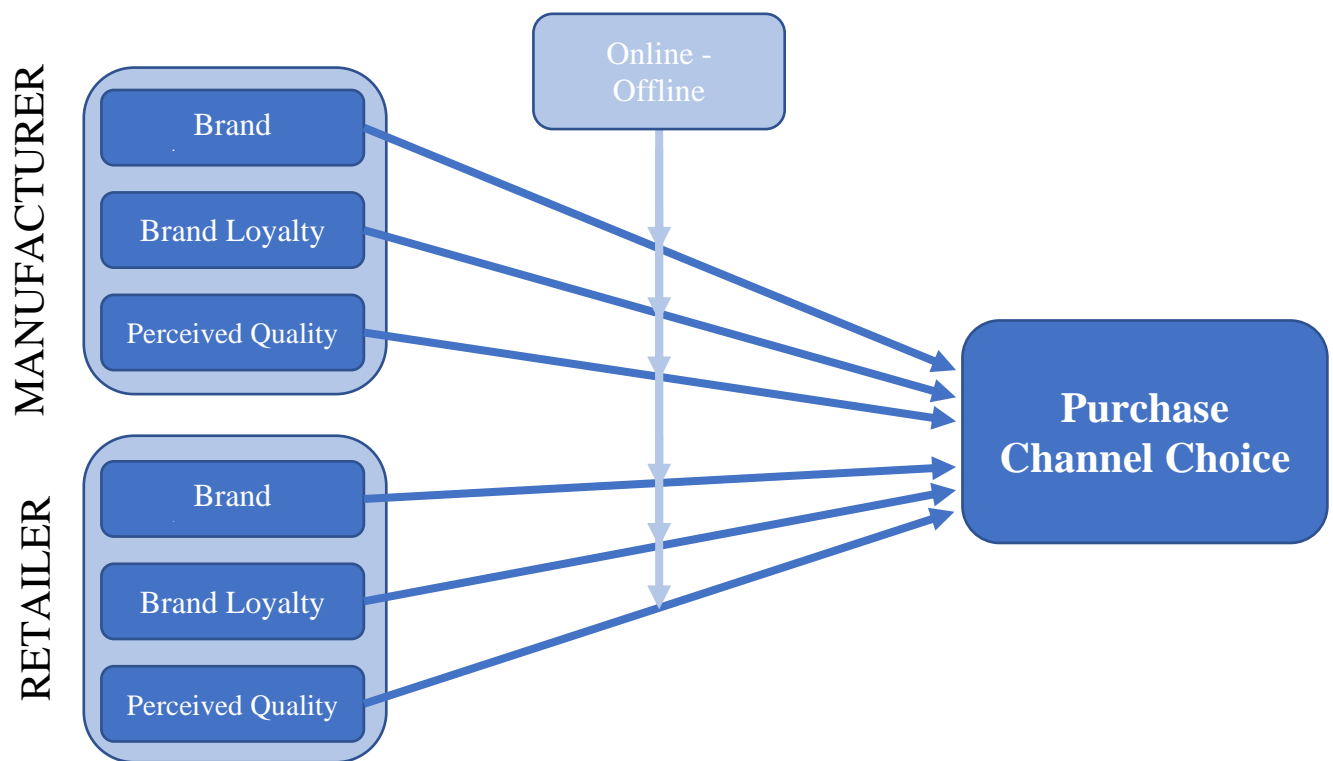 Online -
Offline
MANUFACTURER
Brand
Brand Loyalty
Perceived Quality
RETAILER
Brand
Brand Loyalty
Perceived Quality
Purchase
Channel Choice